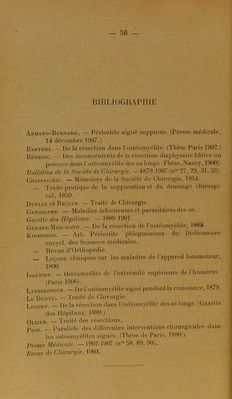 — 56 —
BIBLIOGRAPHIE
Armand-Bernard. — Périostite aiguë suppurée. (Presse médicale,
14 décembre 1907.)
Barthez. — De la résection dans l'ostéomyélite. (Thèse Paris 1902.)
— Des inconvénients de la résection diaphysaire hâtive ou
précoce dans l'ostéomyélite des os longs. (Thèse, Nancy, 1900).
Bulletins de la Société de Chirurgie. — 1879-1907 (nos 27, 29, 31, 33).
Chassaignac. — Mémoires de la Société de Chirurgie, 1854.
— Traité pratique de la suppuration et du drainage chirurgi-
cal, 1859.
Duplay et Reclus. — Traité de Chirurgie.
Gangolphe. — Maladies infectieuses et parasitaires des os.
Gazette des Hôpitaux. — 1889-1901.
Gérard Marchand. — De la résection de l'ostéomyélite, 1889.
Kirmisson. — Art. Périostite phlegmoneuse du Dictionnaire
encycl. des Sciences médicales.
— Revue d'Orthopédie.
— Leçons cliniques sur les maladies de l'appareil locomoteur,
1890.
— Ostéomyélite de l'extrémité supérieure de l'humérus
(Paris 1906).
Lannelongue. — De l'ostéomyélite aiguë pendant la croissance, 1879.
Le Dentu. — Traité de Chirurgie.
— De la résection dans l'ostéomyélite des os longs (Gazette
des Hôpitaux, 1889.)
Ollier. — Traité des résections.
Pion. — Parallèle des différentes interventions chirurgicales dans
les ostéomyélites aiguës. (Thèse de Paris, 1880.)
Presse Médicale. — 1902-1907 (nos 58, 89, 90).
Revue de Chirurgie, 1904.